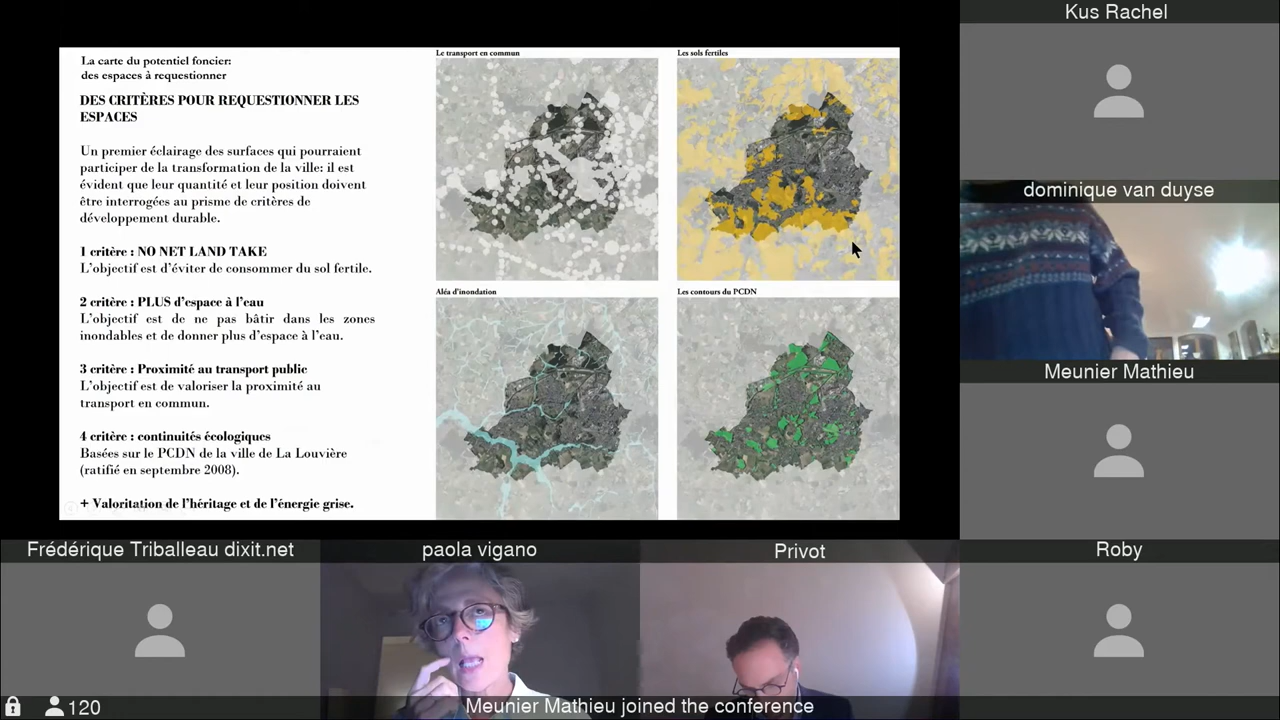 La carte du potentiel foncier:
des espaces à requestionner
DES CRITÈRES POUR REQUESTIONNER LES
ESPACES
Un premier éclairage des surfaces qui pourraient
participer de la transformation de la ville: il est
évident que leur quantité et leur position doivent
être interrogées au prisme de critères de
développement durable.
1 critère : NO NET LAND TAKE
L’objectif est d’éviter de consommer du sol fertile.
2 critère : PLUS d’espace à l’eau
L’objectif est de ne pas bâtir dans les zones
inondables et de donner plus d’espace à l’eau.
3 critère : Proximité au transport public
L’objectif est de valoriser la proximité au
transport en commun.
4 critère : continuités écologiques
Basées sur le PCDN de la ville de La Louvière
(ratifié en septembre 2008).
+ Valoritation de l’héritage et de l’énergie grise.
Le transport en commun
Les sols fertiles
Aléa d’inondation
Les contours du PCDN
Kus Rachel
dominique van duyse
Meunier Mathieu
Frédérique Triballeau dixit.net
paola vigano
Privot
Roby
120
Meunier Mathieu joined the conference